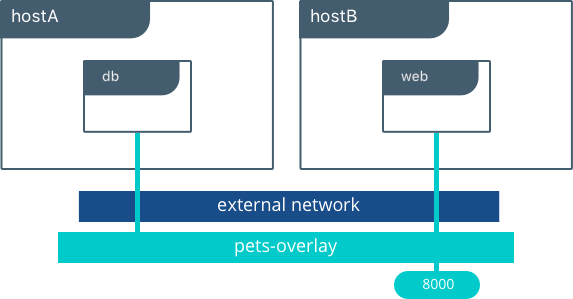 hostA
hostB
db
web
external network
pets-overlay
8000